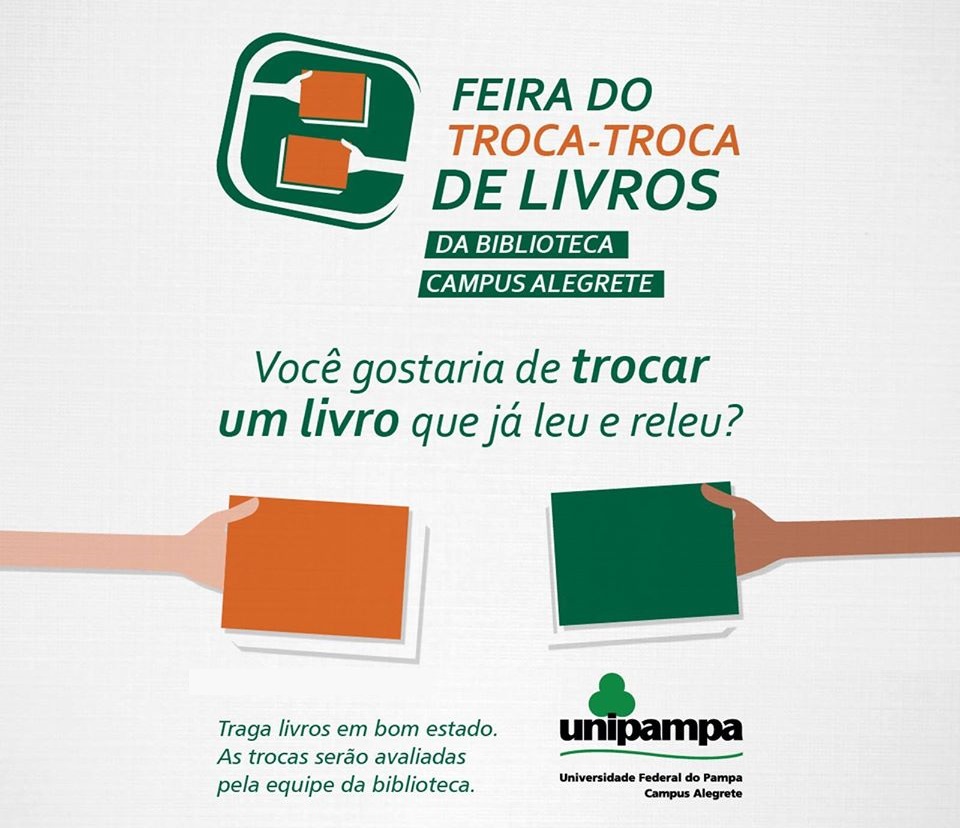 FEIRA DO
TROCA-TROCA
DE LIVROS
DA BIBLIOTECA
CAMPUS ALEGRETE
Você gostaria de trocar
um livro que já leu e releu?
Traga livros em bom estado.
As trocas serão avaliadas
pela equipe da biblioteca.
unipampa
Universidade Federal do Pampa
Campus Alegrete